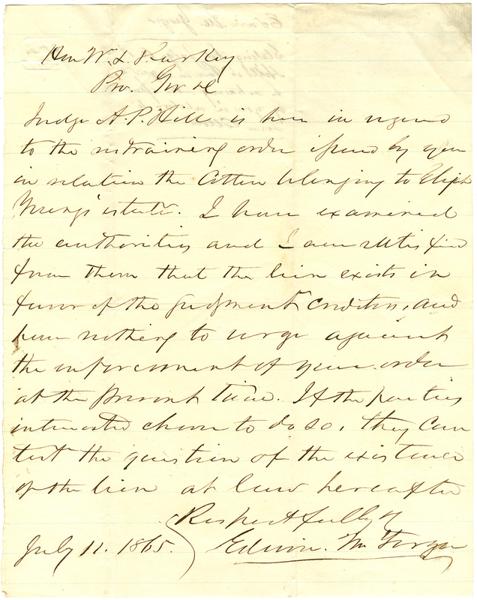 Hon W. L. Sharkey
Pro. Gov &c
Judge A. P. Hill is here in regard
to the restraining order issued by you
in relation the Cotton belonging to Elijah
estate. I have examined
the authorities and I am satisfied
from them that the lien exists in
favor of the judgment creditors, and
have nothing to urge against
the enforcement of your order
at the present time. If the parties
interested choose to do so, they can
test the question of the existence
of the lien at law hereafter
Respectfully
July 11. 1865. Edwin. M